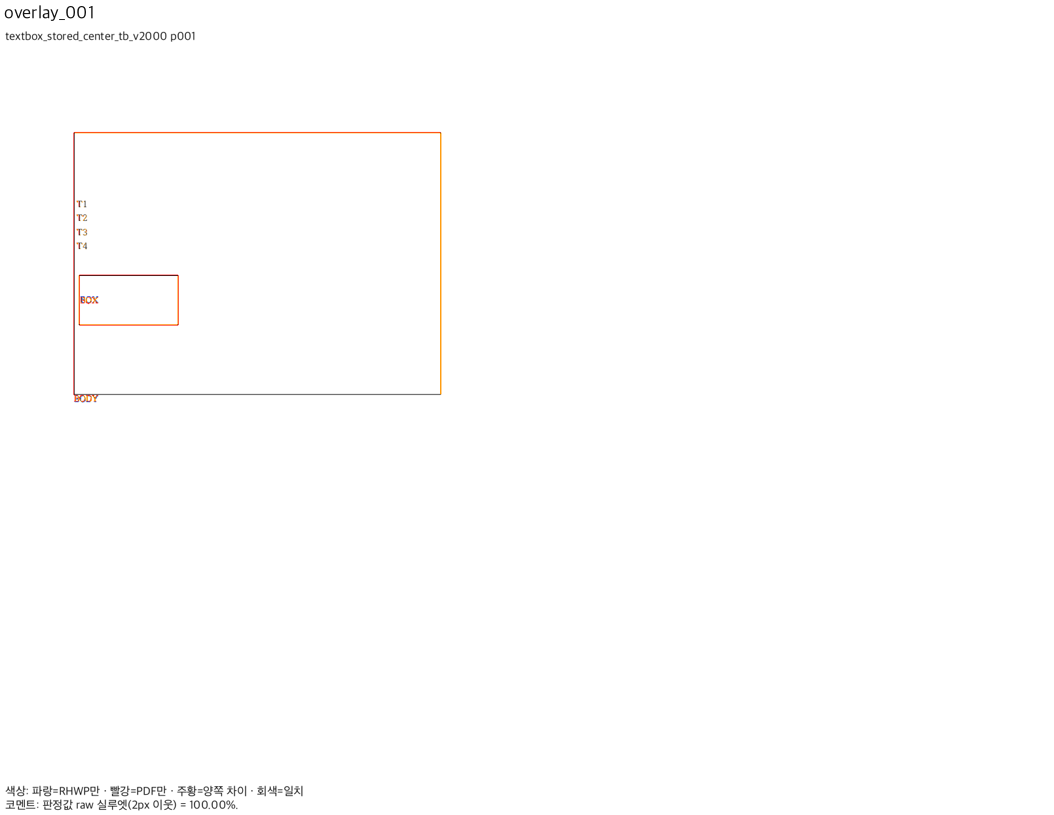 overlay_001
textbox_stored_center_tb_v2000 p001
T1
T2
T3
T4
BOX
BODY
색상: 파랑=RHWP만 · 빨강=PDF만 · 주황=양쪽 차이 · 회색=일치
코멘트: 판정값 raw 실루엣(2px 이웃) = 100.00%.